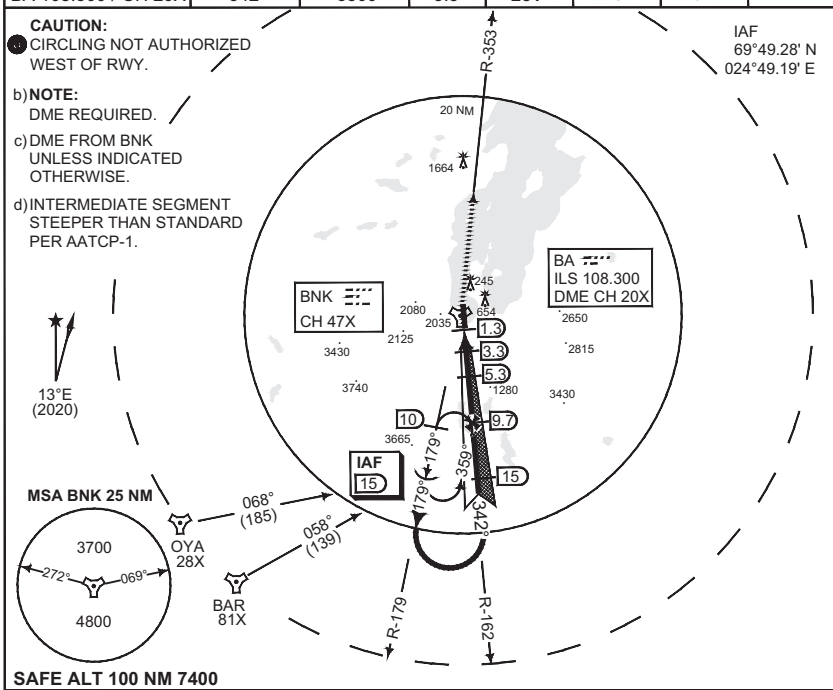 CAUTION:
CIRCLING NOT AUTHORIZED
WEST OF RWY.
b) NOTE:
DME REQUIRED.
c) DME FROM BNK
UNLESS INDICATED
OTHERWISE.
d) INTERMEDIATE SEGMENT
STEEPER THAN STANDARD
PER AATCP-1.
IAF
69°49.28' N
024°49.19' E
R-353
20 NM
1664
BNK
CH 47X
BA
ILS 108.300
DME CH 20X
245
654
2080
2035
2125
3430
3740
3665
2650
2815
3430
1280
1.3
3.3
5.3
9.7
10
15
IAF
15
179°
179°
359°
342°
13°E
(2020)
MSA BNK 25 NM
3700
272°
069°
4800
068°
(185)
OYA
28X
058°
(139)
BAR
81X
R-179
R-162
SAFE ALT 100 NM 7400